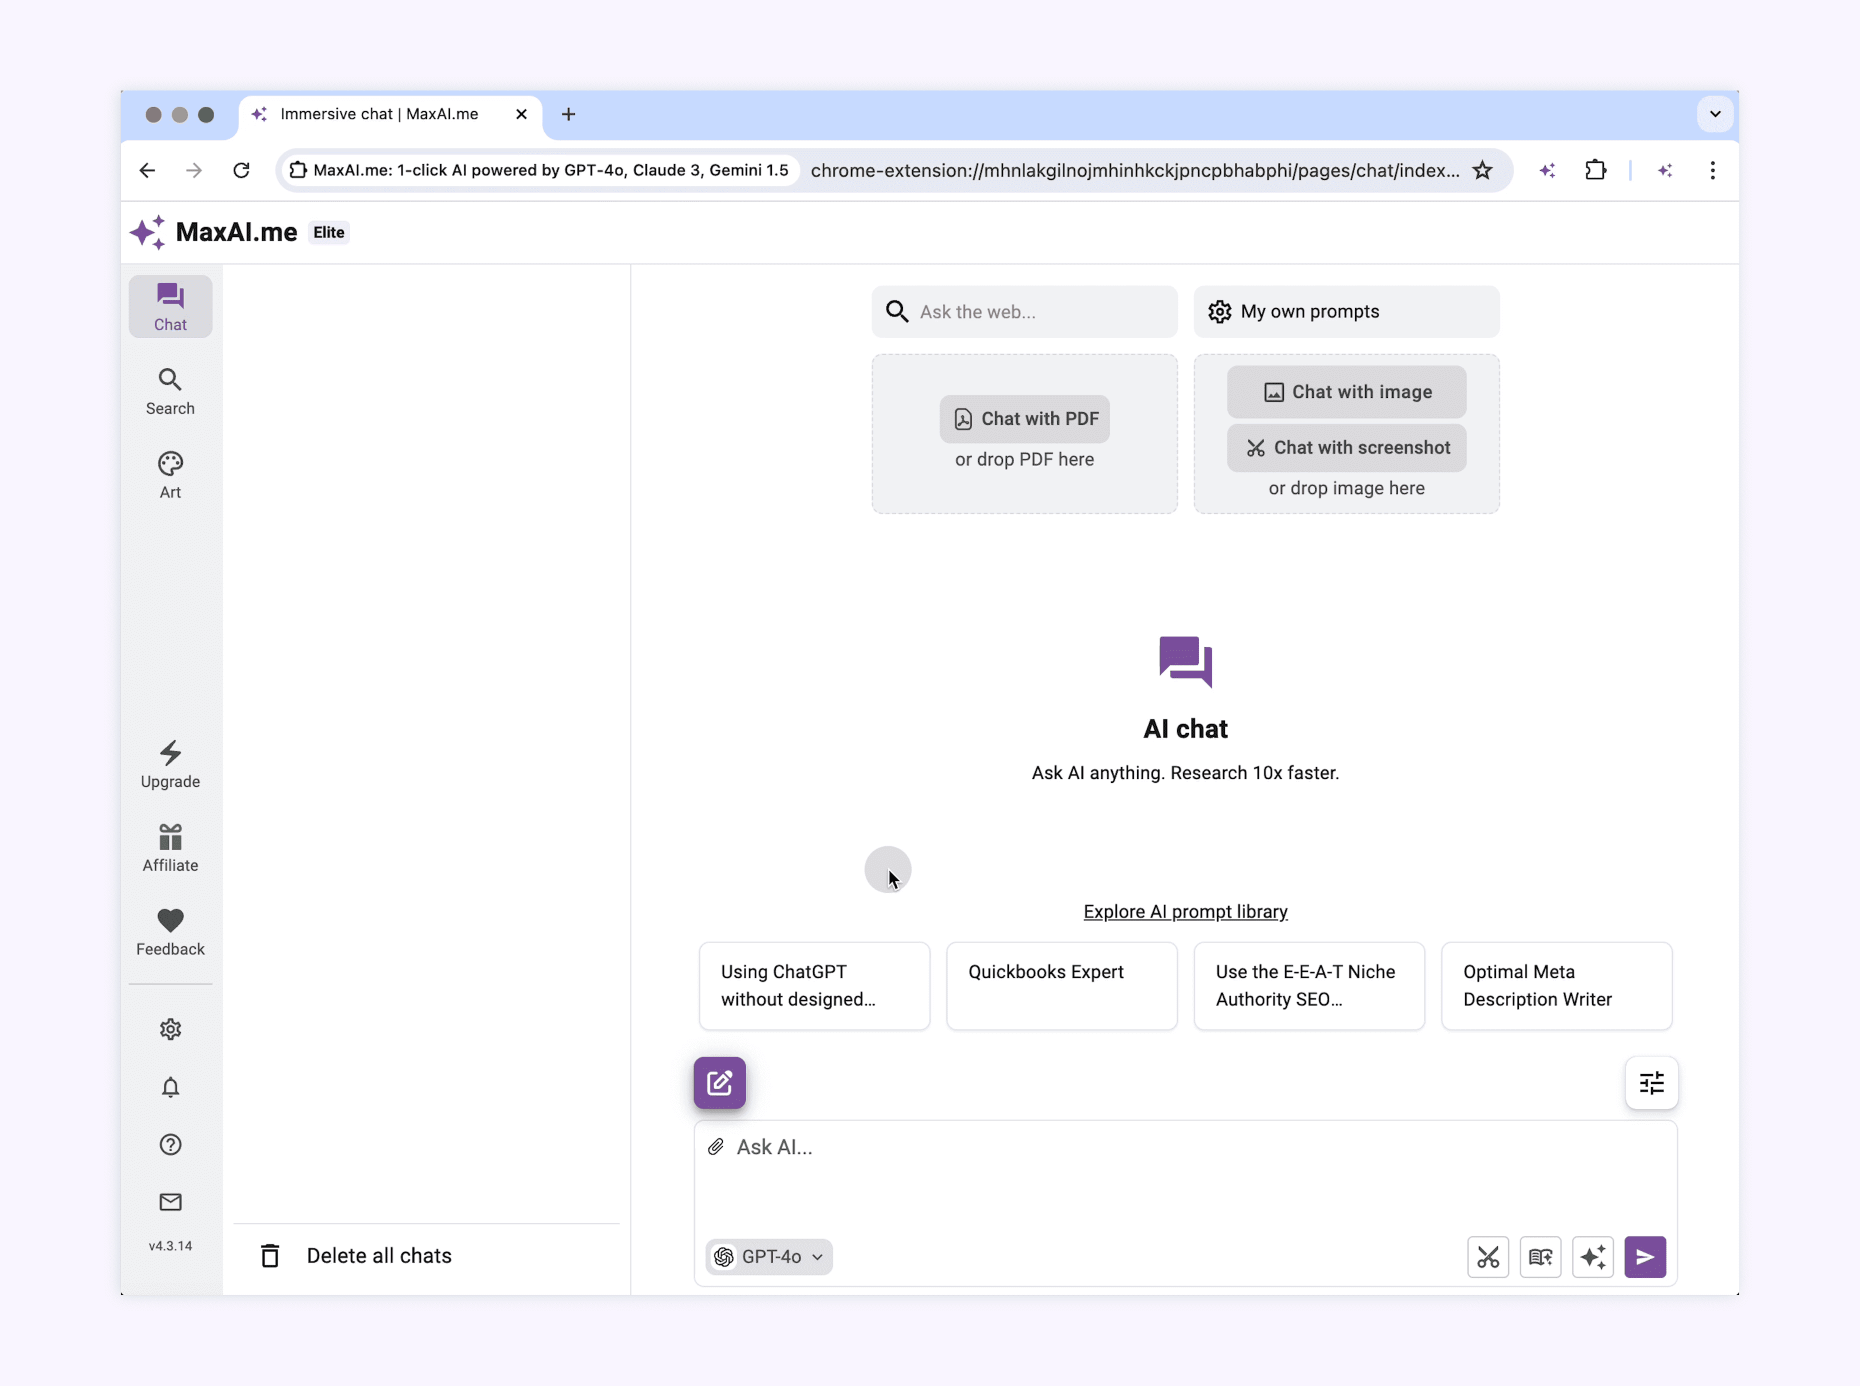 Immersive chat | MaxAI.me
MaxAI.me: 1-click AI powered by GPT-4o, Claude 3, Gemini 1.5
chrome-extension://mhnlakgilnojmhinhkckjpncpbhabphi/pages/chat/index...
MaxAI.me Elite
Chat
Search
Art
Upgrade
Affiliate
Feedback
v4.3.14
Delete all chats
Ask the web...
My own prompts
Chat with PDF
or drop PDF here
Chat with image
Chat with screenshot
or drop image here
AI chat
Ask AI anything. Research 10x faster.
Explore AI prompt library
Using ChatGPT
without designed...
Quickbooks Expert
Use the E-E-A-T Niche
Authority SEO...
Optimal Meta
Description Writer
Ask AI...
GPT-4o